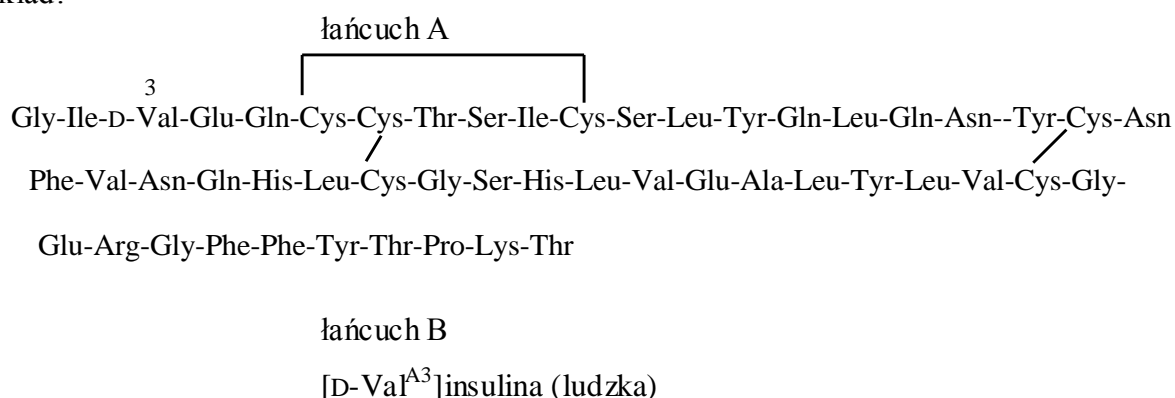 łańcuch A
3
Gly-Ile-D-Val-Glu-Gln-Cys-Cys-Thr-Ser-Ile-Cys-Ser-Leu-Tyr-Gln-Leu-Gln-Asn--Tyr-Cys-Asn
Phe-Val-Asn-Gln-His-Leu-Cys-Gly-Ser-His-Leu-Val-Glu-Ala-Leu-Tyr-Leu-Val-Cys-Gly-
Glu-Arg-Gly-Phe-Phe-Tyr-Thr-Pro-Lys-Thr
łańcuch B
[D-Val^A3]insulina (ludzka)